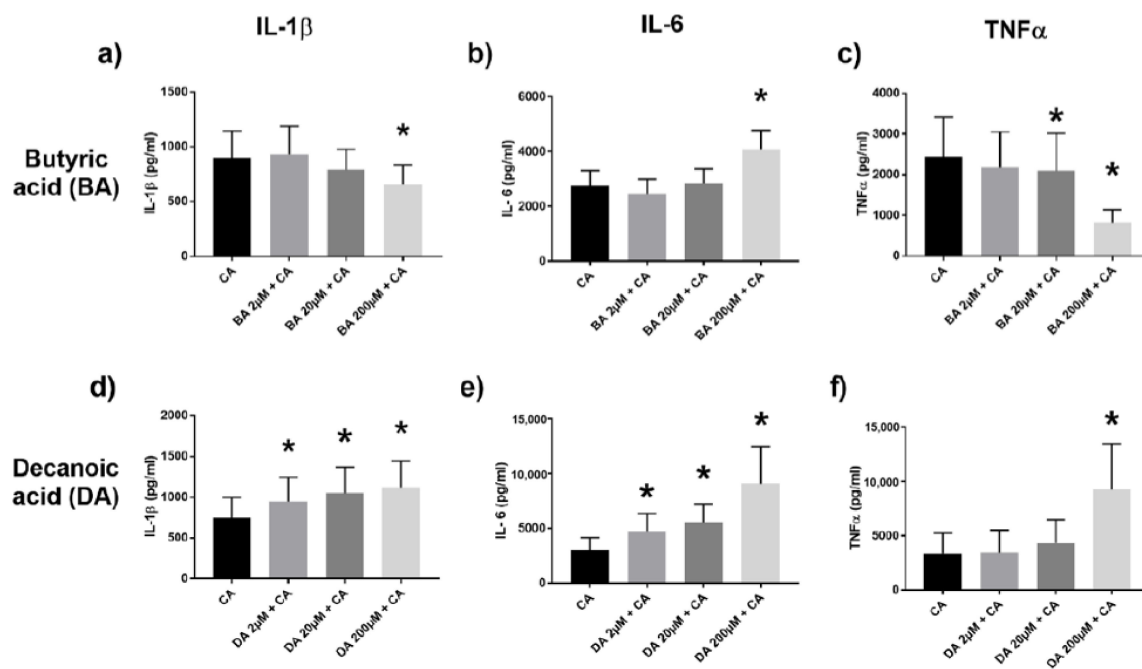 IL-1β
IL-6
TNFα
a)
b)
c)
Butyric
acid (BA)
IL-1β (pg/ml)
1500
1000
500
0
*
CA
BA 2µM + CA
BA 20µM + CA
BA 200µM + CA
IL- 6 (pg/ml)
6000
4000
2000
0
*
CA
BA 2µM + CA
BA 20µM + CA
BA 200µM + CA
TNFα (pg/ml)
4000
3000
2000
1000
0
*
*
CA
BA 2µM + CA
BA 20µM + CA
BA 200µM + CA
d)
e)
f)
Decanoic
acid (DA)
IL-1β (pg/ml)
2000
1500
1000
500
0
*
*
*
CA
DA 2µM + CA
DA 20µM + CA
DA 200µM + CA
IL- 6 (pg/ml)
15,000
10,000
5000
0
*
*
*
CA
DA 2µM + CA
DA 20µM + CA
DA 200µM + CA
TNFα (pg/ml)
15,000
10,000
5000
0
*
CA
DA 2µM + CA
DA 20µM + CA
DA 200µM + CA